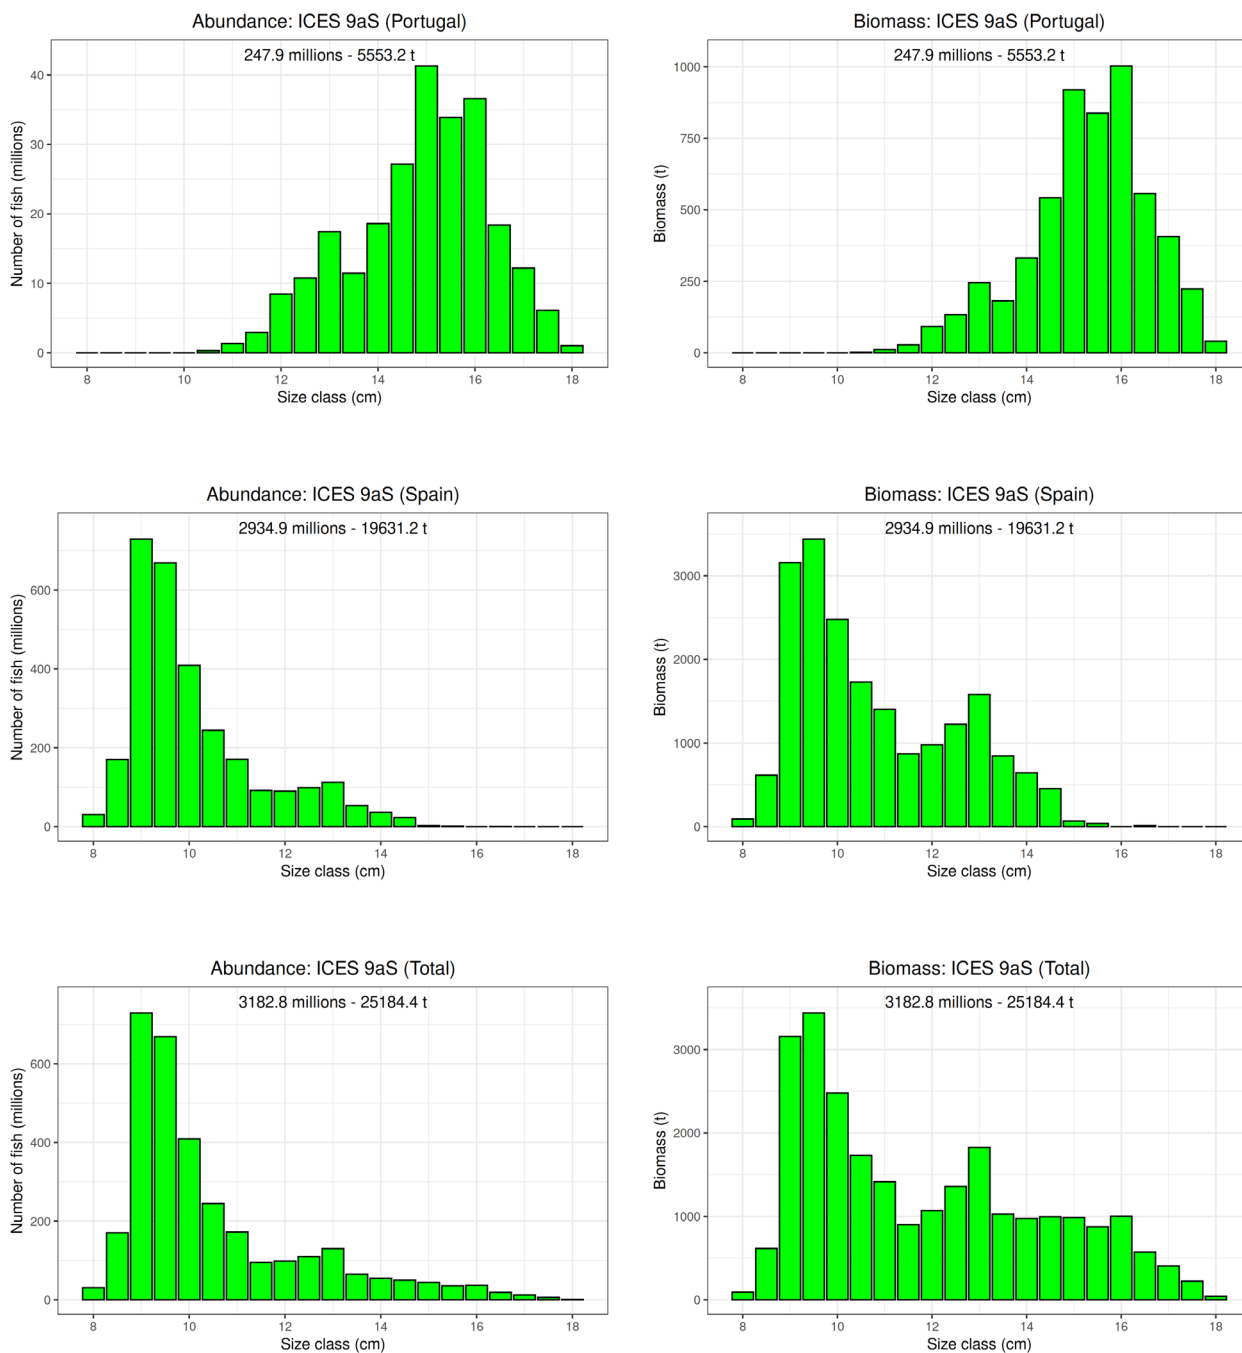 Abundance: ICES 9aS (Portugal)
247.9 millions - 5553.2 t
Number of fish (millions)
40
30
20
10
0
8 10 12 14 16 18
Size class (cm)
Biomass: ICES 9aS (Portugal)
247.9 millions - 5553.2 t
Biomass (t)
1000
750
500
250
0
8 10 12 14 16 18
Size class (cm)
Abundance: ICES 9aS (Spain)
2934.9 millions - 19631.2 t
Number of fish (millions)
600
400
200
0
8 10 12 14 16 18
Size class (cm)
Biomass: ICES 9aS (Spain)
2934.9 millions - 19631.2 t
Biomass (t)
3000
2000
1000
0
8 10 12 14 16 18
Size class (cm)
Abundance: ICES 9aS (Total)
3182.8 millions - 25184.4 t
Number of fish (millions)
600
400
200
0
8 10 12 14 16 18
Size class (cm)
Biomass: ICES 9aS (Total)
3182.8 millions - 25184.4 t
Biomass (t)
3000
2000
1000
0
8 10 12 14 16 18
Size class (cm)